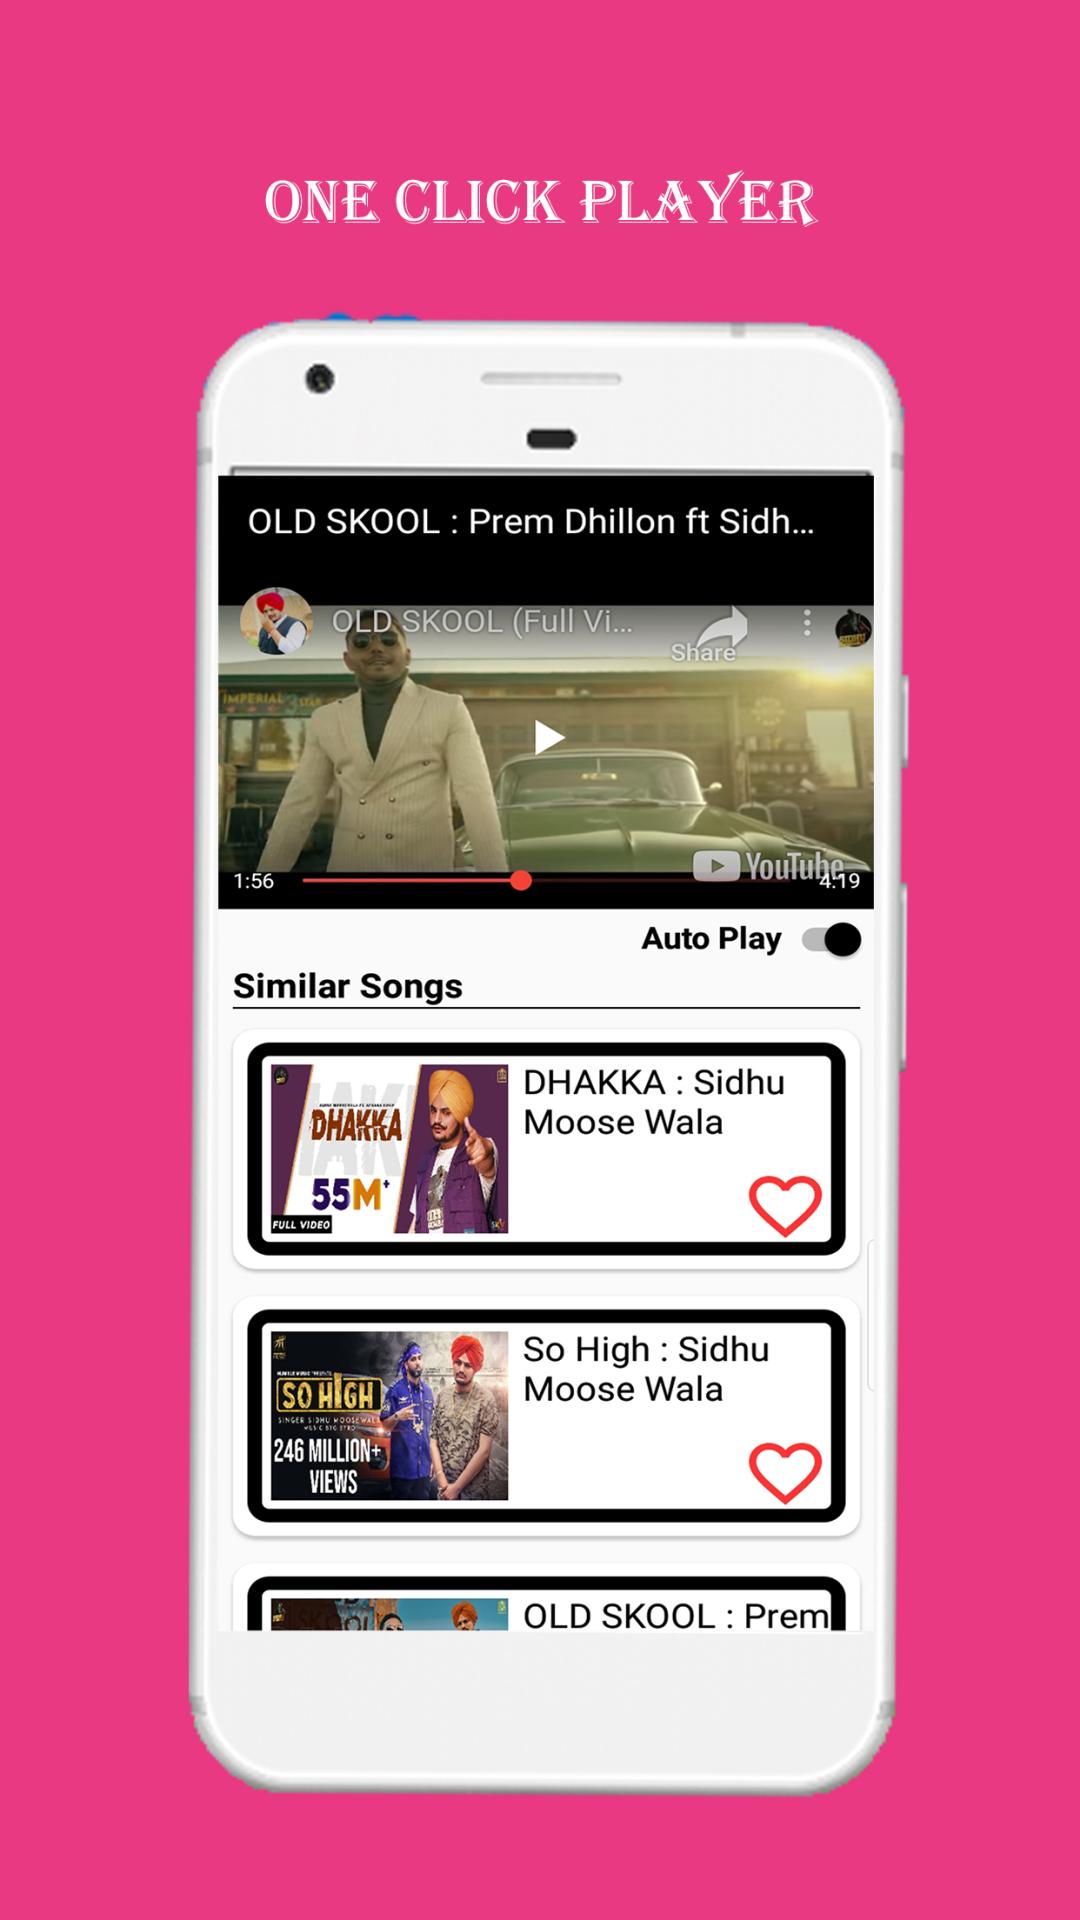 ONE CLICK PLAYER
OLD SKOOL : Prem Dhillon ft Sidh...
OLD SKOOL (Full Vi...
Share
IMPERIAL
YouTube
1:56
4:19
Auto Play
Similar Songs
DHAKKA : Sidhu
Moose Wala
DHAKKA
55M+
FULL VIDEO
So High : Sidhu
Moose Wala
SO HIGH
SINGER SIDHU MOOSEWALA
246 MILLION+
VIEWS
OLD SKOOL : Prem